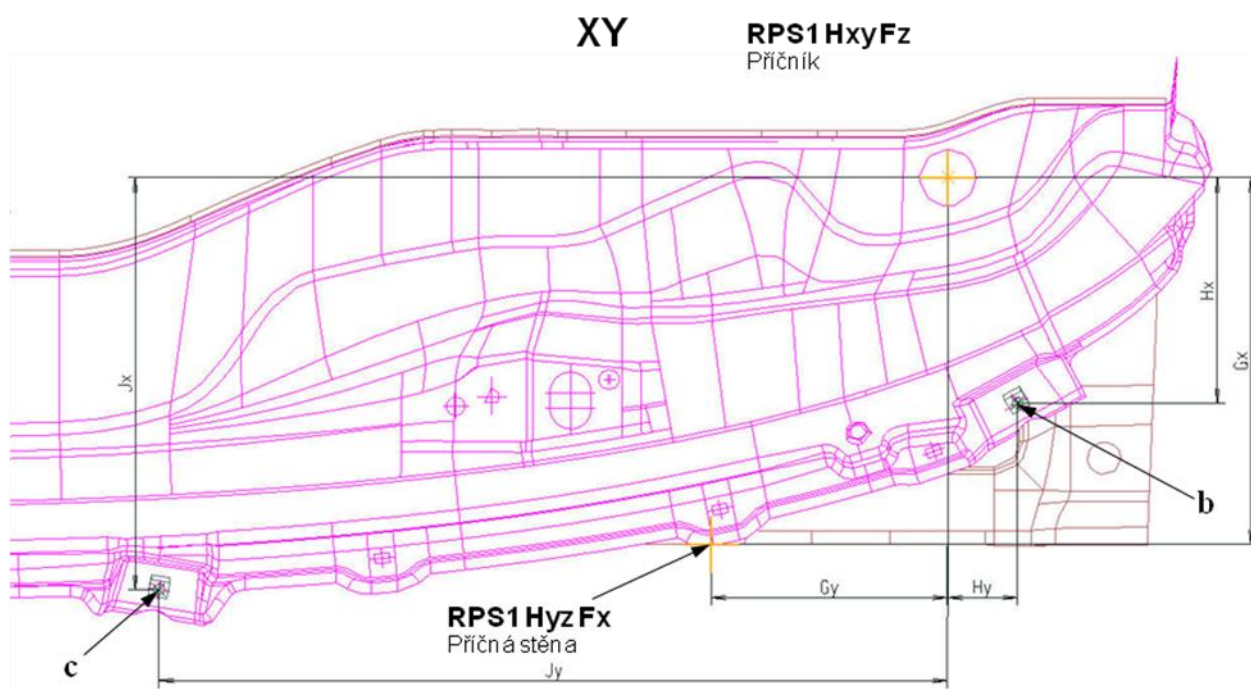 XY
RPS1 HxyFz
Příčník
Hx
Gx
Jx
b
Gy
Hy
RPS1 Hyz Fx
Příčná stěna
c
Jy